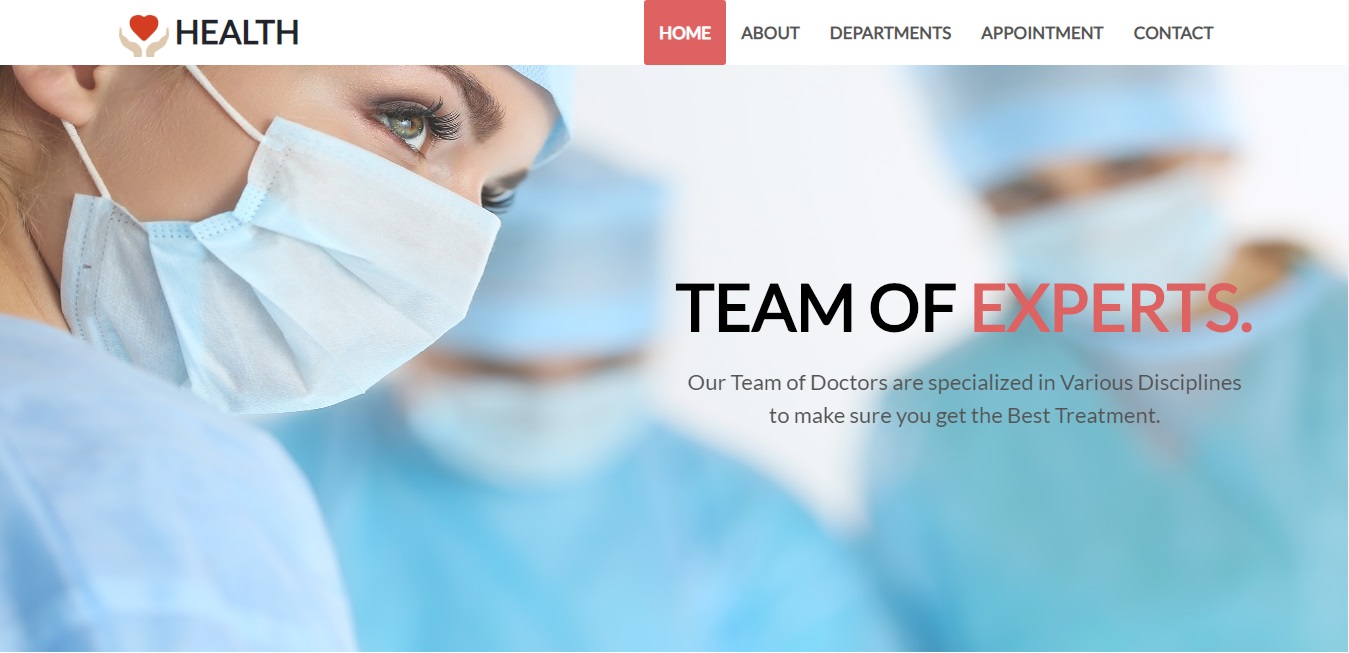 HEALTH
HOME ABOUT DEPARTMENTS APPOINTMENT CONTACT
TEAM OF EXPERTS.
Our Team of Doctors are specialized in Various Disciplines
to make sure you get the Best Treatment.